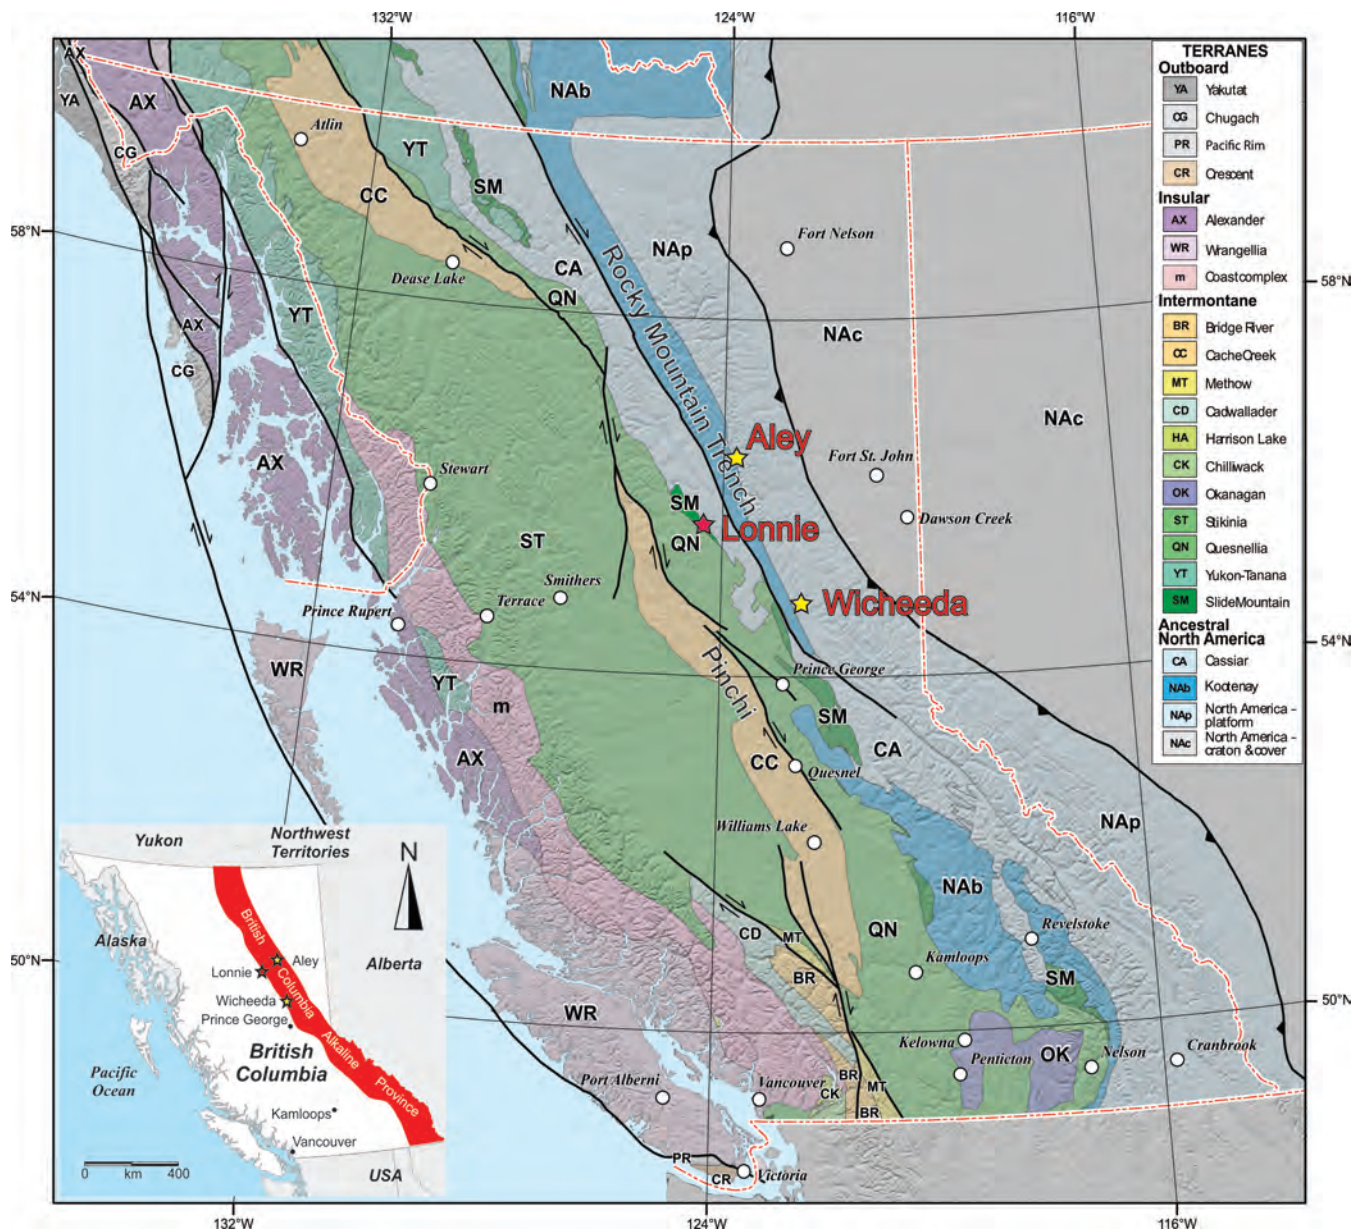 132°W
124°W
116°W
58°N
54°N
50°N
58°N
54°N
50°N
132°W
124°W
116°W
AX
YA
AX
CG
Atlin
CC
YT
SM
NAb
NAp
Fort Nelson
Dease Lake
CA
QN
YT
AX
CG
NAc
NAc
Rocky Mountain Trench
Aley
Fort St. John
Dawson Creek
AX
Stewart
SM
Lonnie
QN
ST
Smithers
Terrace
Wicheeda
Prince Rupert
WR
YT
m
AX
Pinchi
Prince George
SM
CA
CC
Quesnel
Williams Lake
NAp
NAb
Revelstoke
QN
Kamloops
SM
CD
MT
BR
WR
Kelowna
Penticton
OK
Nelson
Cranbrook
Port Alberni
Vancouver
BR
CK
MT
BR
PR
CR
Victoria
TERRANES
Outboard
YA Yakutat
CG Chugach
PR Pacific Rim
CR Crescent
Insular
AX Alexander
WR Wrangellia
m Coastcomplex
Intermontane
BR Bridge River
CC CacheCreek
MT Methow
CD Cadwallader
HA Harrison Lake
CK Chilliwack
OK Okanagan
ST Stikinia
QN Quesnellia
YT Yukon-Tanana
SM SlideMountain
Ancestral
North America
CA Cassiar
NAb Kootenay
NAp North America -
platform
NAc North America -
craton &cover
Yukon
Northwest
Territories
N
Alaska
British Columbia Alkaline Province
Aley
Lonnie
Alberta
Wicheeda
Prince George
British
Columbia
Pacific
Ocean
Kamloops
Vancouver
USA
0
km
400